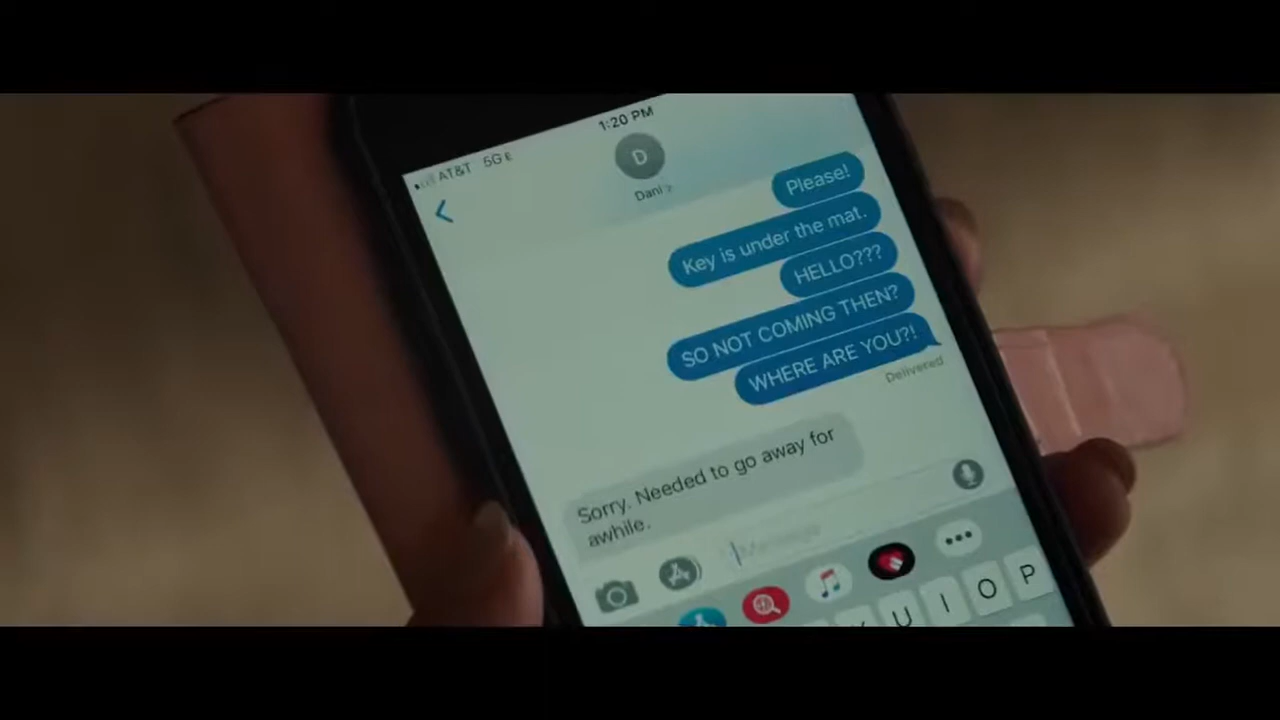 1:20 PM
AT&T 5GE
D
Dani
Please!
Key is under the mat.
HELLO???
SO NOT COMING THEN?
WHERE ARE YOU?!
Delivered
Sorry. Needed to go away for
awhile.
Message
U I O P